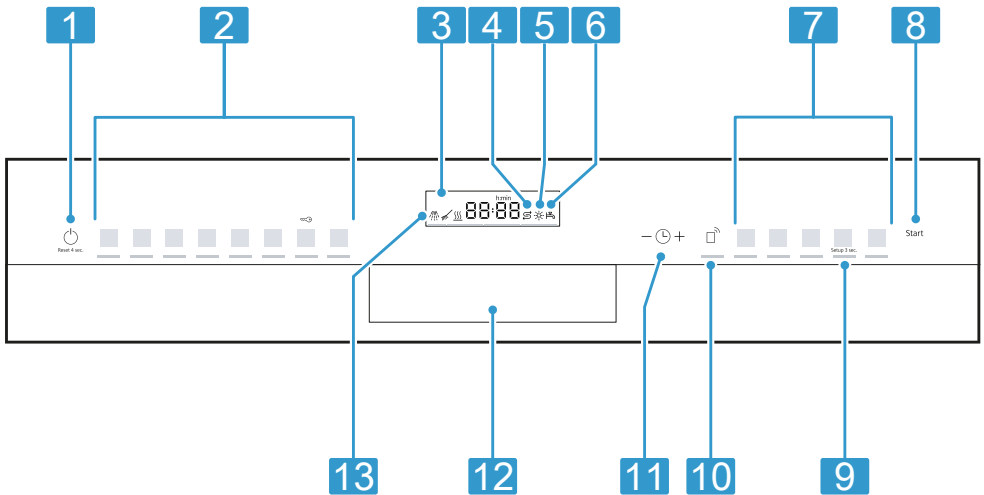 1 2 3 4 5 6 7 8
h:min
88:88
Reset 4 sec.
− +
Setup 3 sec.
Start
13 12 11 10 9